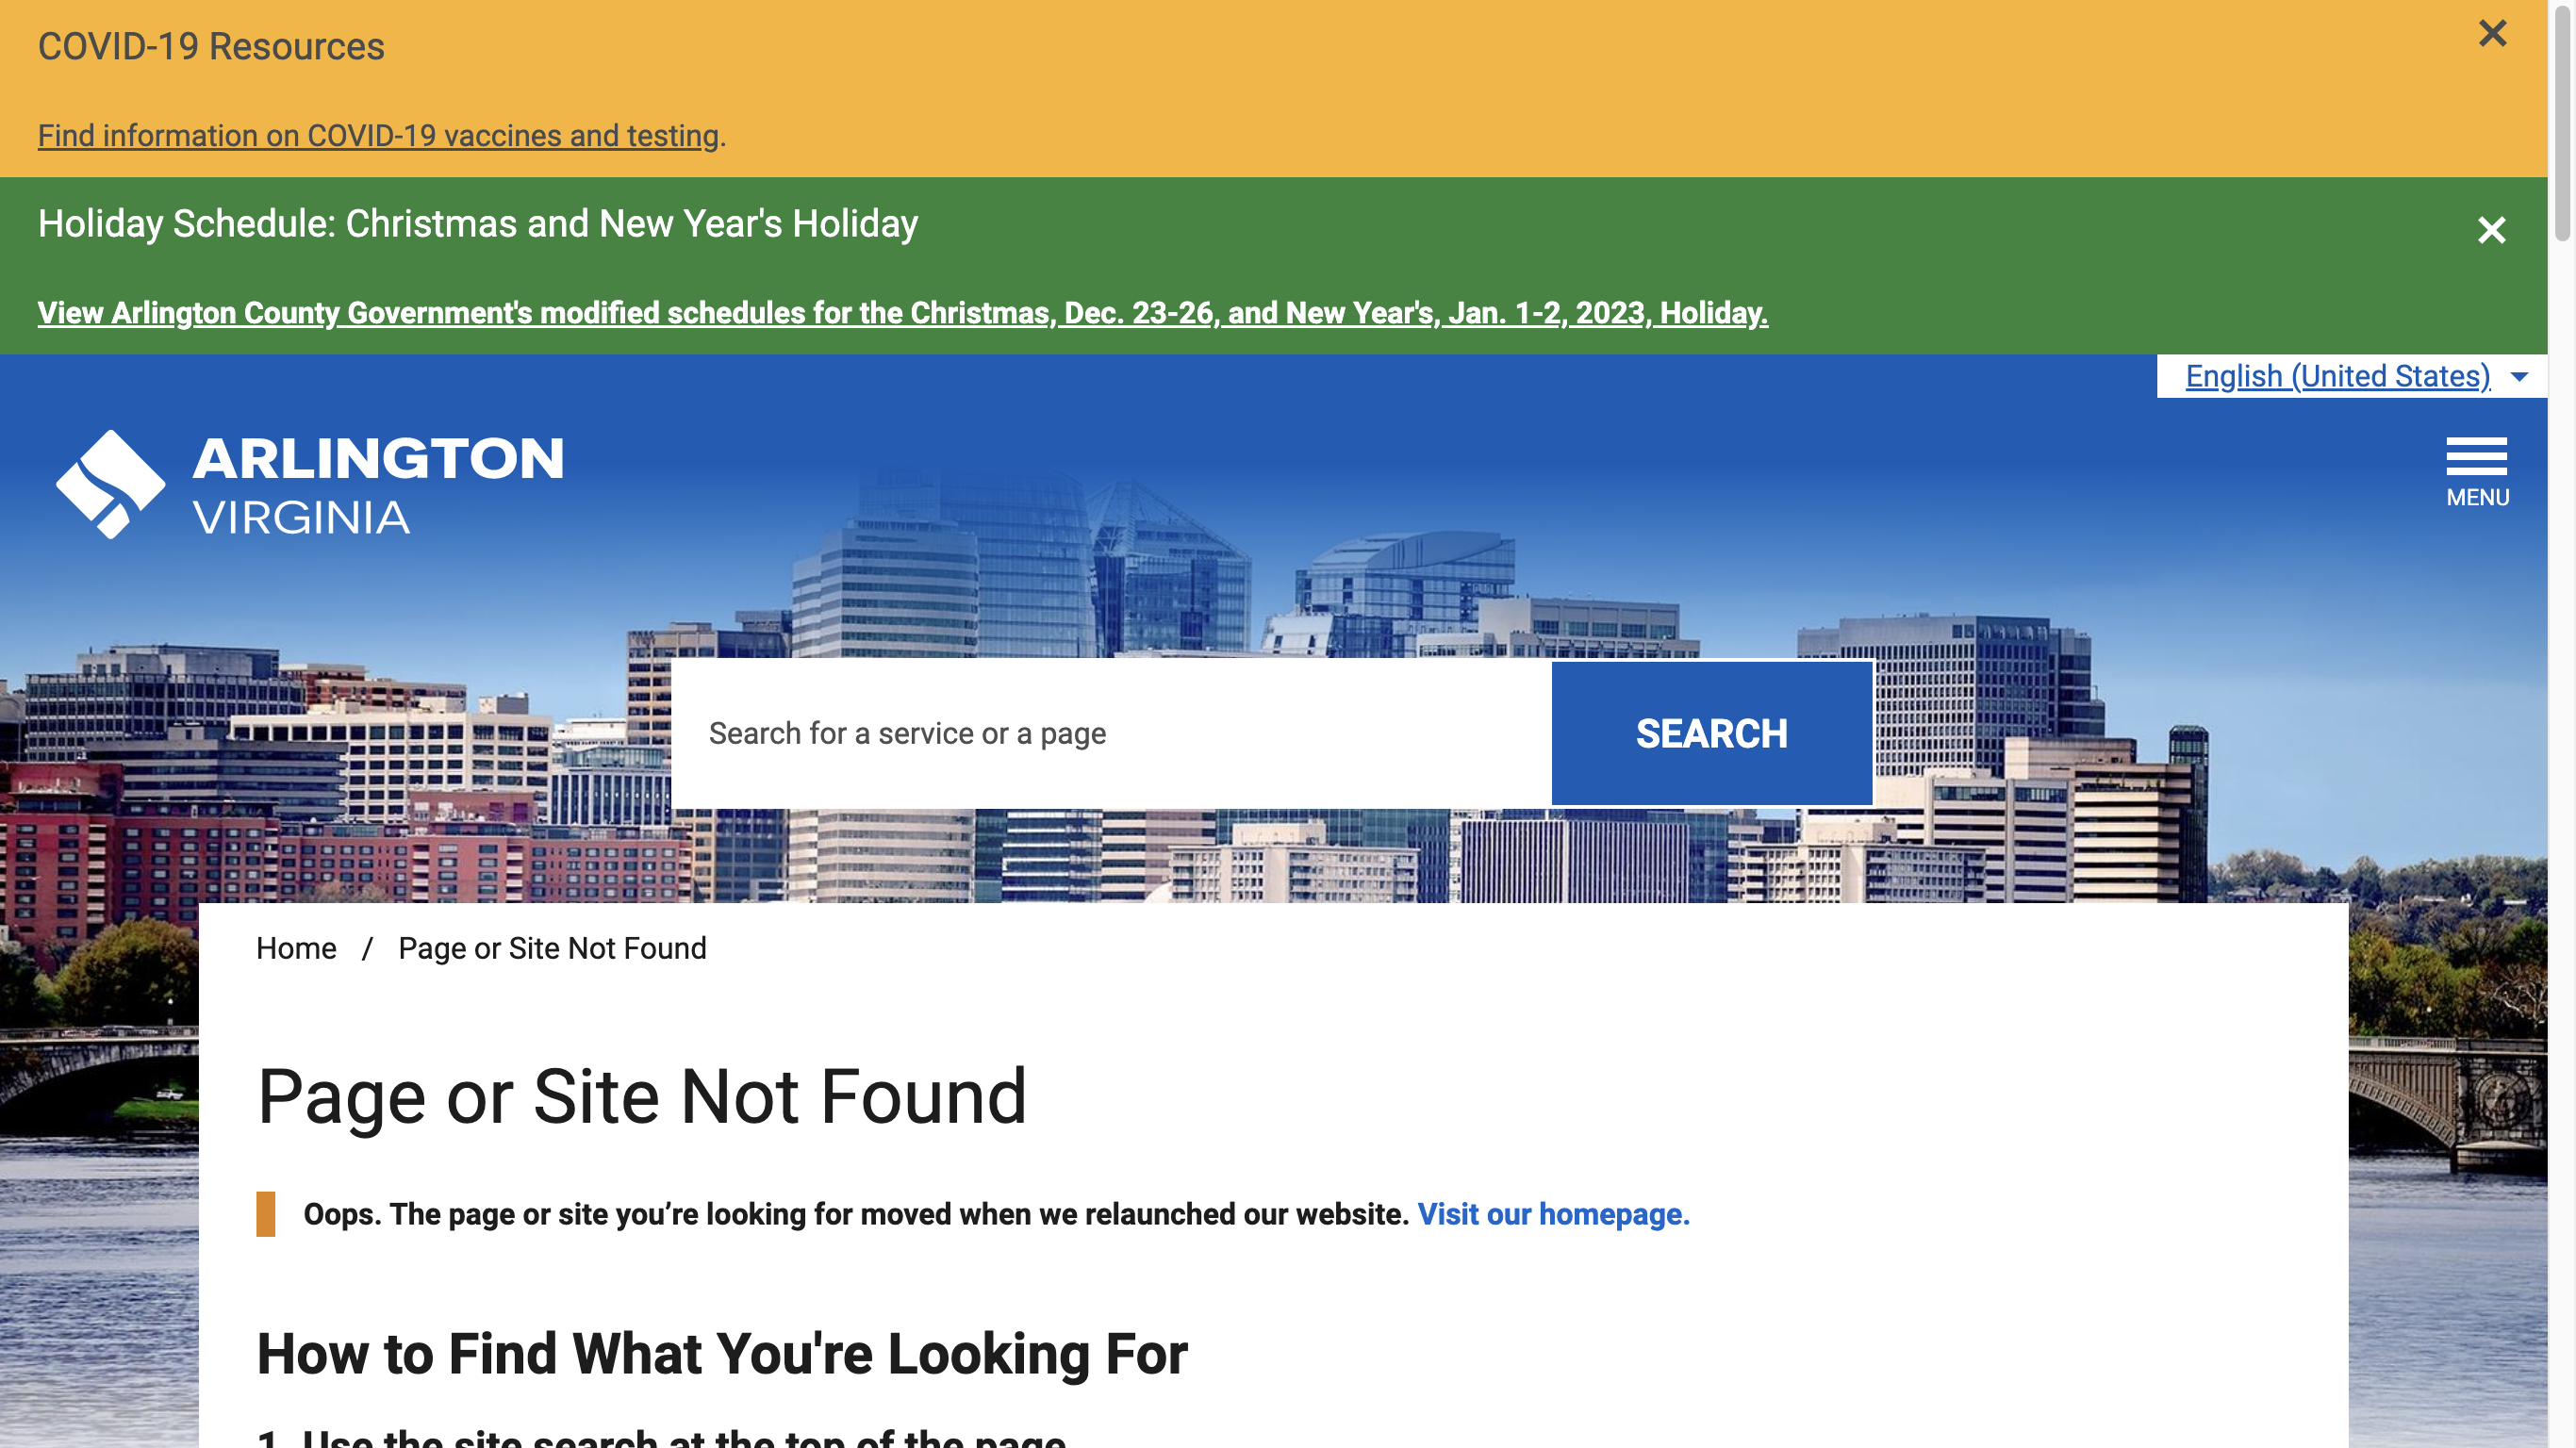 COVID-19 Resources
Find information on COVID-19 vaccines and testing.
Holiday Schedule: Christmas and New Year's Holiday
View Arlington County Government's modified schedules for the Christmas, Dec. 23-26, and New Year's, Jan. 1-2, 2023, Holiday.
English (United States)
ARLINGTON
VIRGINIA
MENU
Search for a service or a page
SEARCH
Home / Page or Site Not Found
Page or Site Not Found
Oops. The page or site you’re looking for moved when we relaunched our website. Visit our homepage.
How to Find What You're Looking For
1. Use the site search at the top of the page